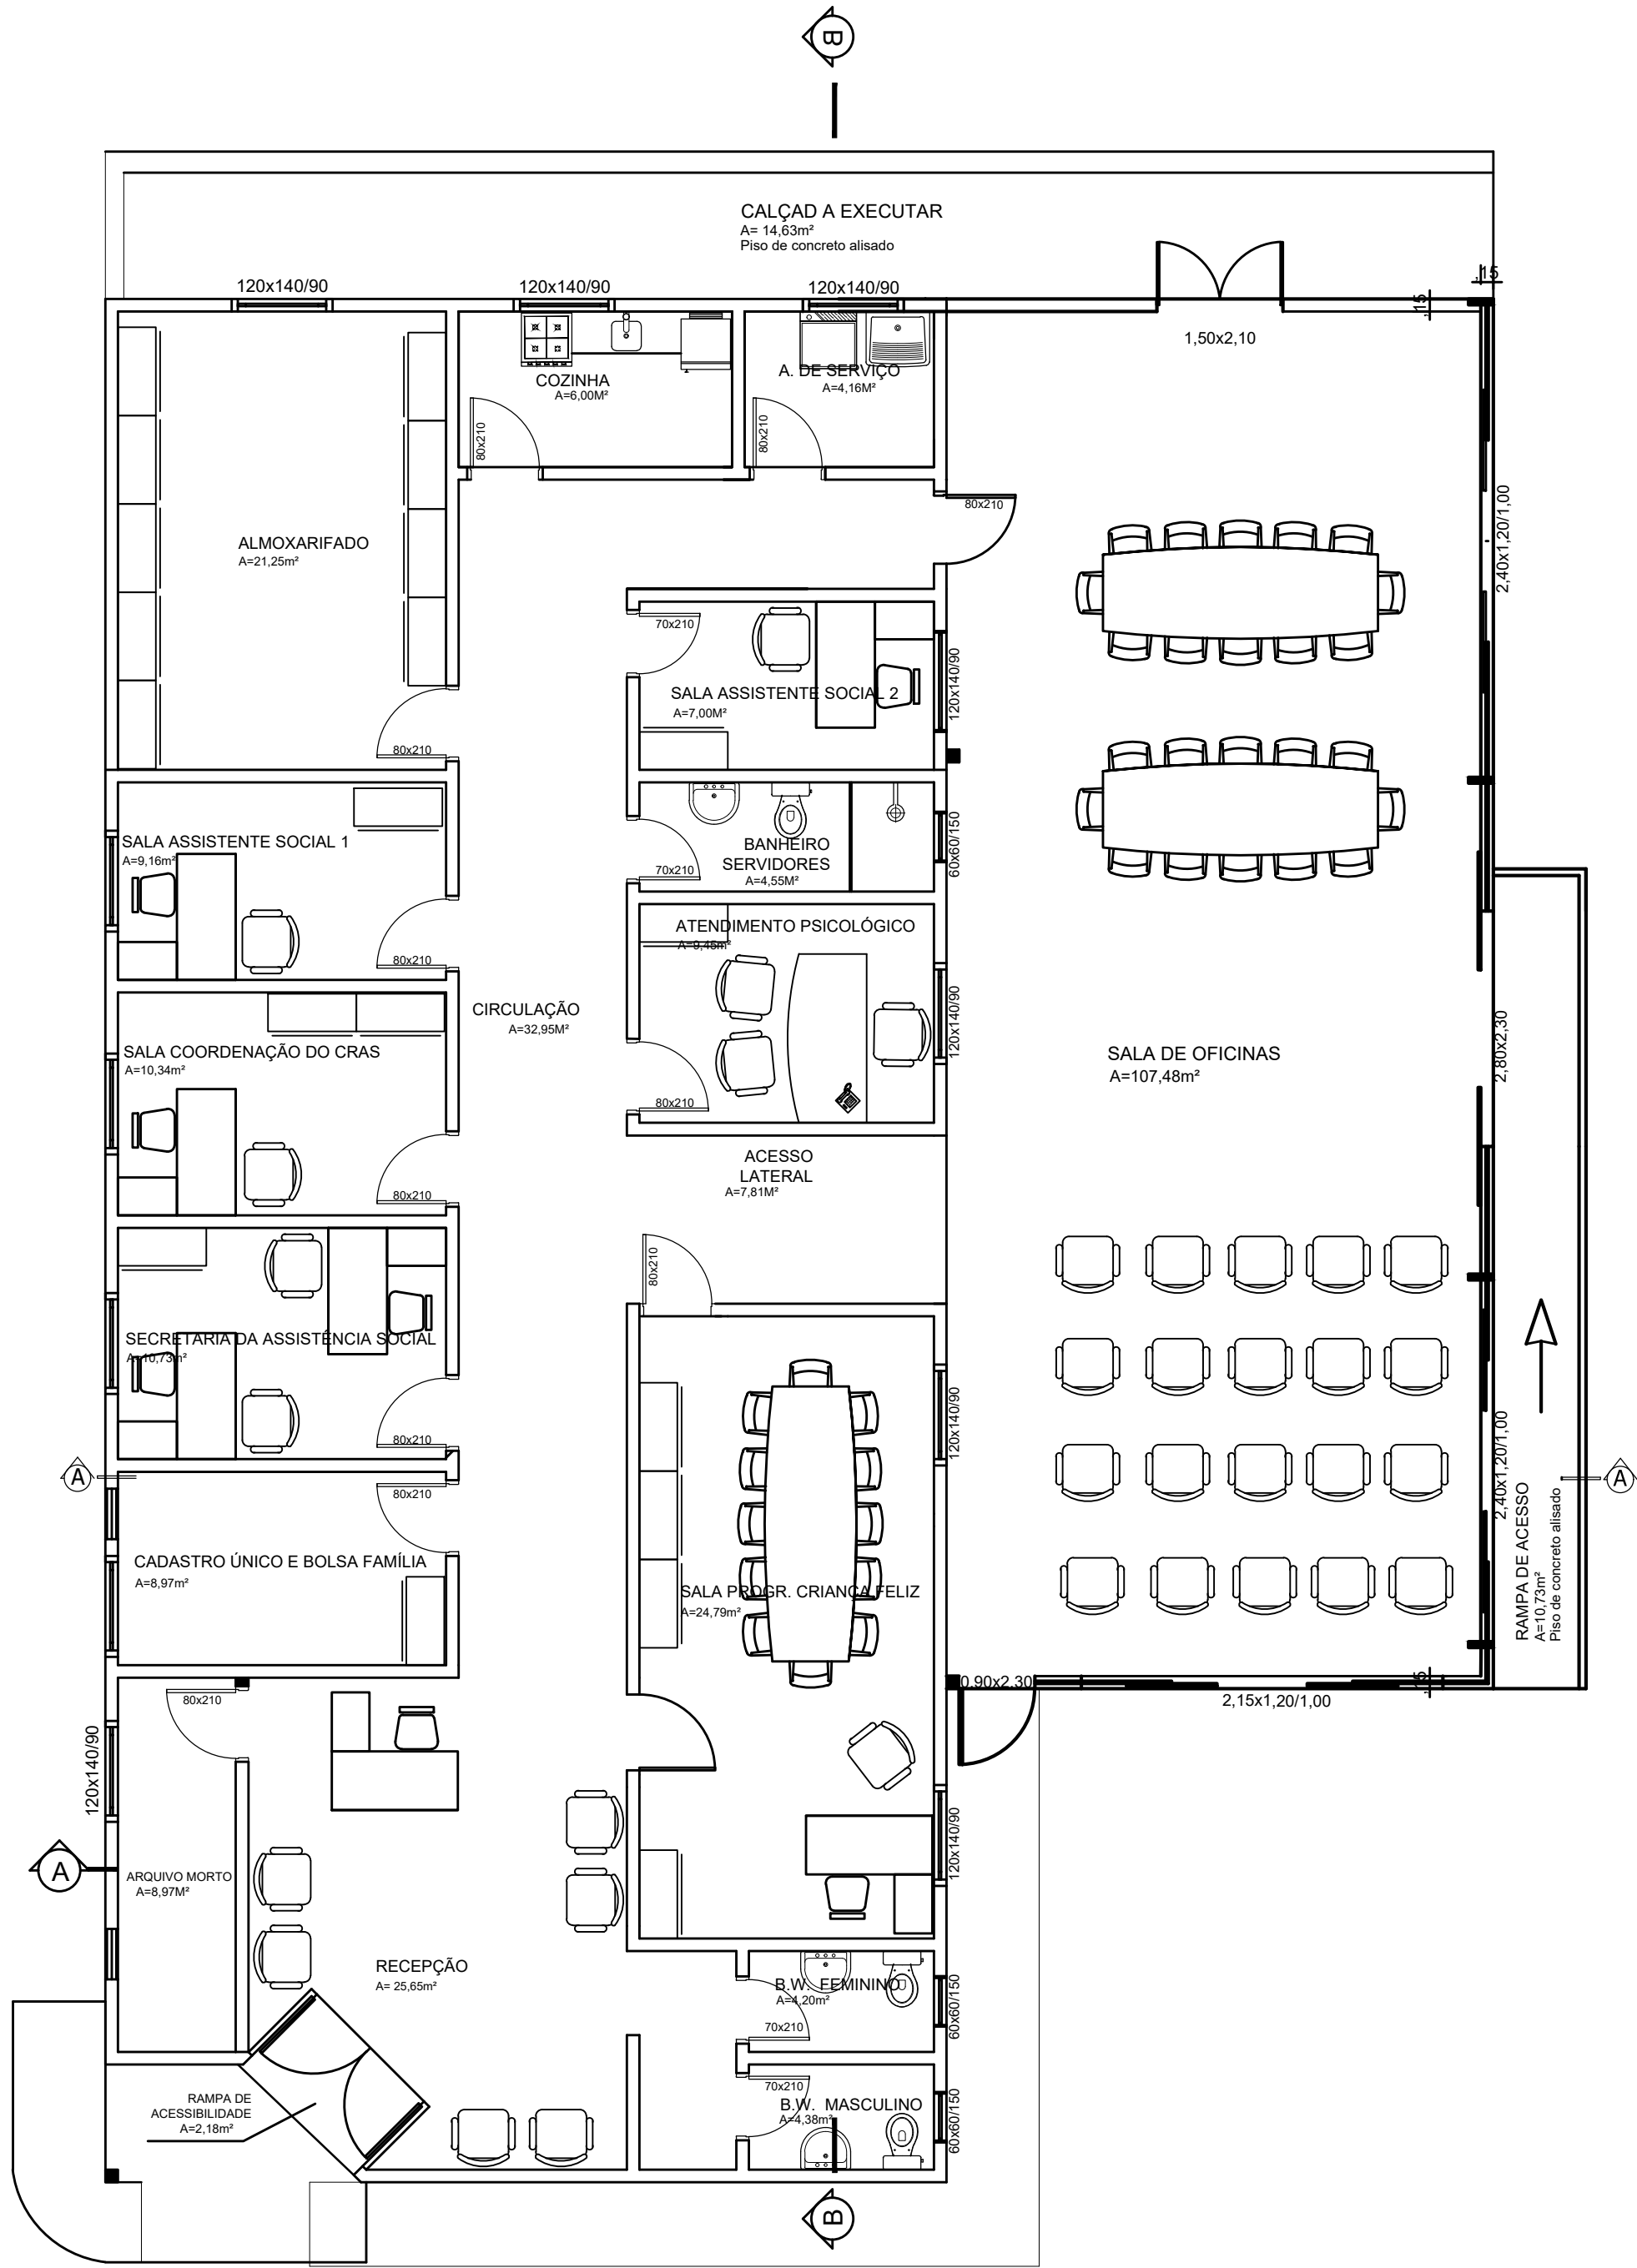 B
CALÇAD A EXECUTAR
A= 14,63m²
Piso de concreto alisado
120x140/90
120x140/90
120x140/90
,15
,15
1,50x2,10
COZINHA
A=6,00M²
A. DE SERVIÇO
A=4,16M²
80x210
80x210
80x210
2,40x1,20/1,00
ALMOXARIFADO
A=21,25m²
70x210
SALA ASSISTENTE SOCIAL 2
A=7,00M²
120x140/90
80x210
SALA ASSISTENTE SOCIAL 1
A=9,16m²
BANHEIRO
SERVIDORES
A=4,55M²
70x210
60x60/150
80x210
ATENDIMENTO PSICOLÓGICO
A=9,45m²
CIRCULAÇÃO
A=32,95M²
120x140/90
SALA COORDENAÇÃO DO CRAS
A=10,34m²
SALA DE OFICINAS
A=107,48m²
2,80x2,30
80x210
80x210
ACESSO
LATERAL
A=7,81M²
80x210
SECRETARIA DA ASSISTÊNCIA SOCIAL
A=10,73m²
80x210
120x140/90
2,40x1,20/1,00
A
A
80x210
CADASTRO ÚNICO E BOLSA FAMÍLIA
A=8,97m²
SALA PROGR. CRIANÇA FELIZ
A=24,79m²
RAMPA DE ACESSO
A=10,73m²
Piso de concreto alisado
80x210
0,90x2,30
,15
2,15x1,20/1,00
120x140/90
120x140/90
A
ARQUIVO MORTO
A=8,97M²
RECEPÇÃO
A= 25,65m²
B.W. FEMININO
A=4,20m²
70x210
60x60/150
70x210
B.W. MASCULINO
A=4,38m²
60x60/150
RAMPA DE
ACESSIBILIDADE
A=2,18m²
B